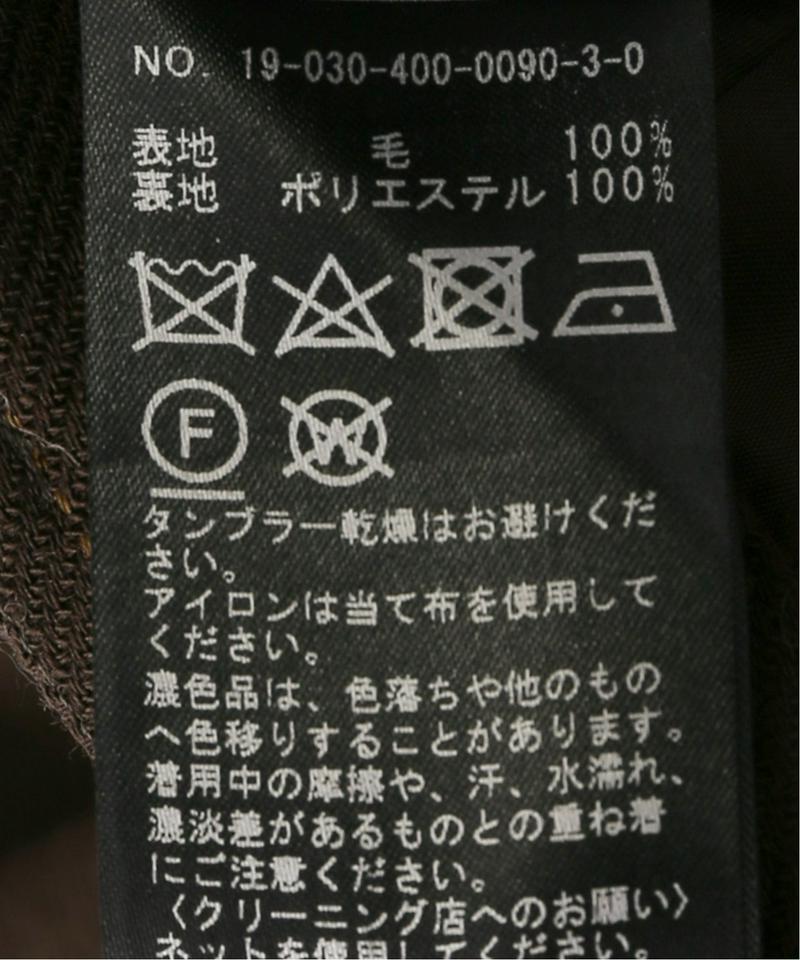 NO. 19-030-400-0090-3-0
表地 毛 100%
裏地 ポリエステル 100%
F W
タンブラー乾燥はお避けくだ
さい。
アイロンは当て布を使用して
ください。
濃色品は、色落ちや他のもの
へ色移りすることがあります。
着用中の摩擦や、汗、水濡れ、
濃淡差があるものとの重ね着
にご注意ください。
〈クリーニング店へのお願い〉
ネットを使用してください。